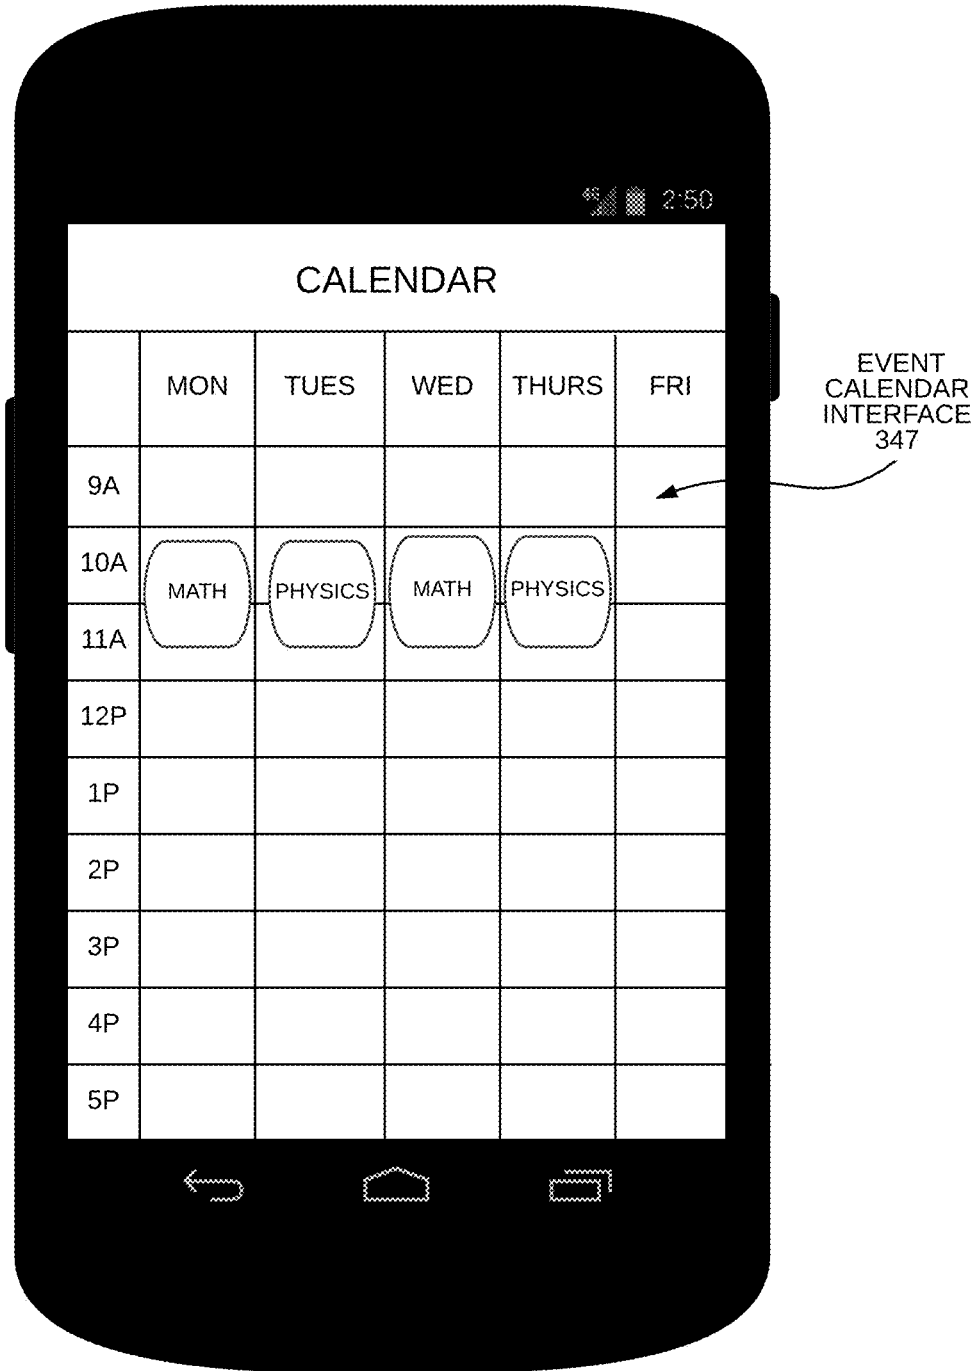 4G 2:50
CALENDAR
MON TUES WED THURS FRI
EVENT
CALENDAR
INTERFACE
347
9A
10A
MATH PHYSICS MATH PHYSICS
11A
12P
1P
2P
3P
4P
5P